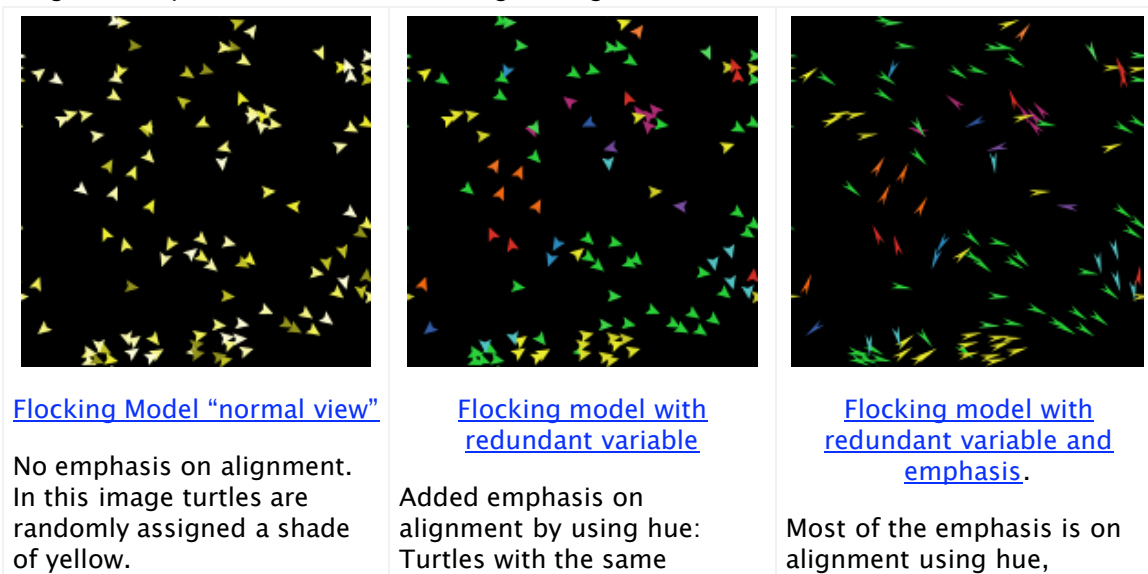 Flocking Model “normal view”
No emphasis on alignment.
In this image turtles are
randomly assigned a shade
of yellow.
Flocking model with
redundant variable
Added emphasis on
alignment by using hue:
Turtles with the same
Flocking model with
redundant variable and
emphasis.
Most of the emphasis is on
alignment using hue,